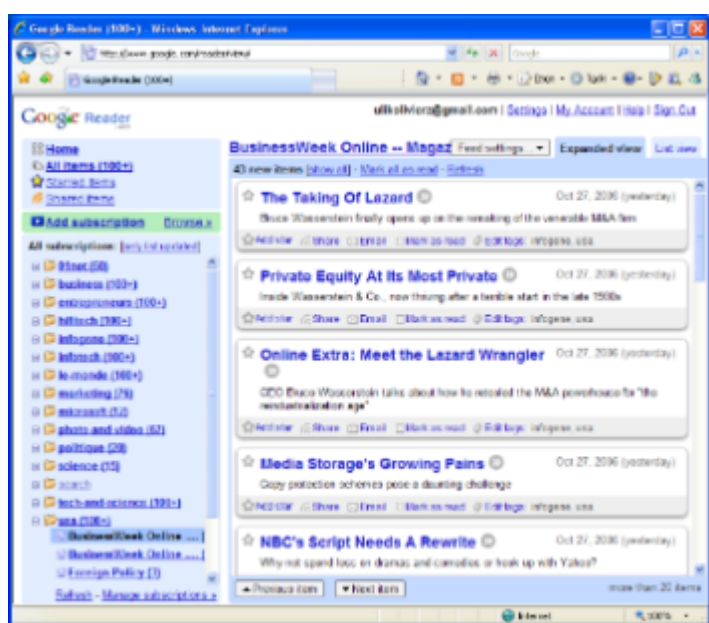 Google Reader (100+) - Windows Internet Explorer
Google
Google Reader (100+)
Google Reader
Settings | My Account | Help | Sign Out
Home
All items (100+)
Starred items
Shared items
Add subscription Browse »
All subscriptions
01net (50)
business (100+)
entrepreneurs (100+)
hilltech (100+)
infogene (100+)
infotech (100+)
le-monde (100+)
marketing (76)
microsoft (12)
photo and video (62)
politique (20)
science (15)
search
tech-and-science (100+)
usa (100+)
BusinessWeek Online .... (
BusinessWeek Online .... (
Foreign Policy (3)
Refresh - Manage subscriptions »
BusinessWeek Online -- Magaz Feed settings... Expanded view List view
43 new items [show all] - Mark all as read - Refresh
The Taking Of Lazard Oct 27, 2006 (yesterday)
Bruce Wasserstein finally opens up on the remaking of the venerable M&A firm
Add star Share Email Mark as read Edit tags: infogene, usa
Private Equity At Its Most Private Oct 27, 2006 (yesterday)
Inside Wasserstein & Co., now thriving after a terrible start in the late 1990s
Add star Share Email Mark as read Edit tags: infogene, usa
Online Extra: Meet the Lazard Wrangler Oct 27, 2006 (yesterday)
CEO Bruce Wasserstein talks about how he retooled the M&A powerhouse for "the
reindustrialization age"
Add star Share Email Mark as read Edit tags: infogene, usa
Media Storage's Growing Pains Oct 27, 2006 (yesterday)
Copy protection schemes pose a daunting challenge
Add star Share Email Mark as read Edit tags: infogene, usa
NBC's Script Needs A Rewrite Oct 27, 2006 (yesterday)
Why not spend less on dramas and comedies or hook up with Yahoo?
Previous item Next item more than 20 items
Internet 100%